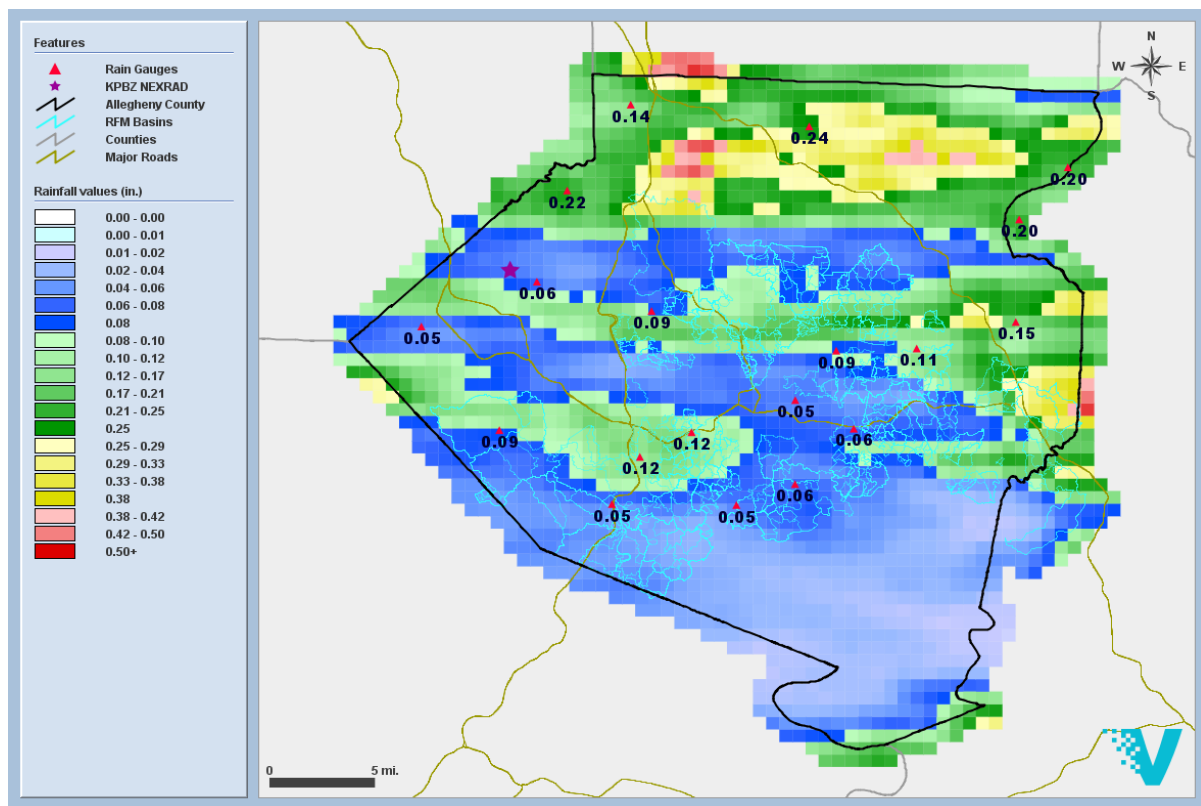 Features
Rain Gauges
KPBZ NEXRAD
Allegheny County
RFM Basins
Counties
Major Roads
Rainfall values (in.)
0.00 - 0.00
0.00 - 0.01
0.01 - 0.02
0.02 - 0.04
0.04 - 0.06
0.06 - 0.08
0.08
0.08 - 0.10
0.10 - 0.12
0.12 - 0.17
0.17 - 0.21
0.21 - 0.25
0.25
0.25 - 0.29
0.29 - 0.33
0.33 - 0.38
0.38
0.38 - 0.42
0.42 - 0.50
0.50+
N
W E
S
0.14
0.24
0.20
0.22
0.20
0.06
0.09
0.15
0.05
0.09
0.11
0.05
0.09
0.12
0.06
0.12
0.06
0.05
0.05
0 5 mi.
V